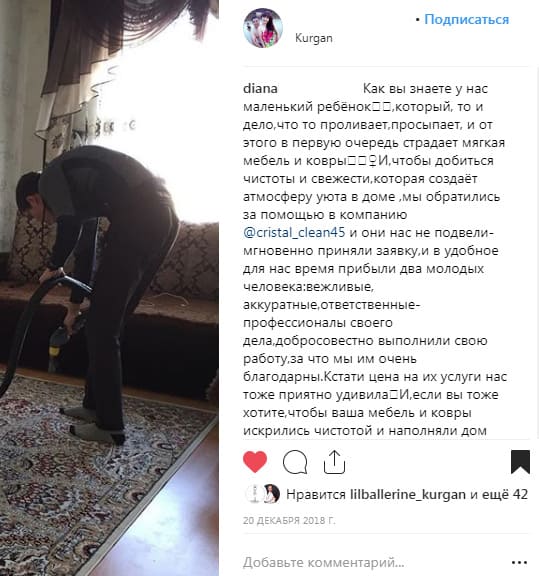 • Подписаться
Kurgan
diana Как вы знаете у нас
маленький ребёнок,который, то и
дело,что то проливает,просыпает, и от
этого в первую очередь страдает мягкая
мебель и ковры♀И,чтобы добиться
чистоты и свежести,которая создаёт
атмосферу уюта в доме ,мы обратились
за помощью в компанию
@cristal_clean45 и они нас не подвели-
мгновенно приняли заявку,и в удобное
для нас время прибыли два молодых
человека:вежливые,
аккуратные,ответственные-
профессионалы своего
дела,добросовестно выполнили свою
работу,за что мы им очень
благодарны.Кстати цена на их услуги нас
тоже приятно удивилаИ,если вы тоже
хотите,чтобы ваша мебель и ковры
искрились чистотой и наполняли дом
Нравится lilballerine_kurgan и ещё 42
20 ДЕКАБРЯ 2018 Г.
Добавьте комментарий...